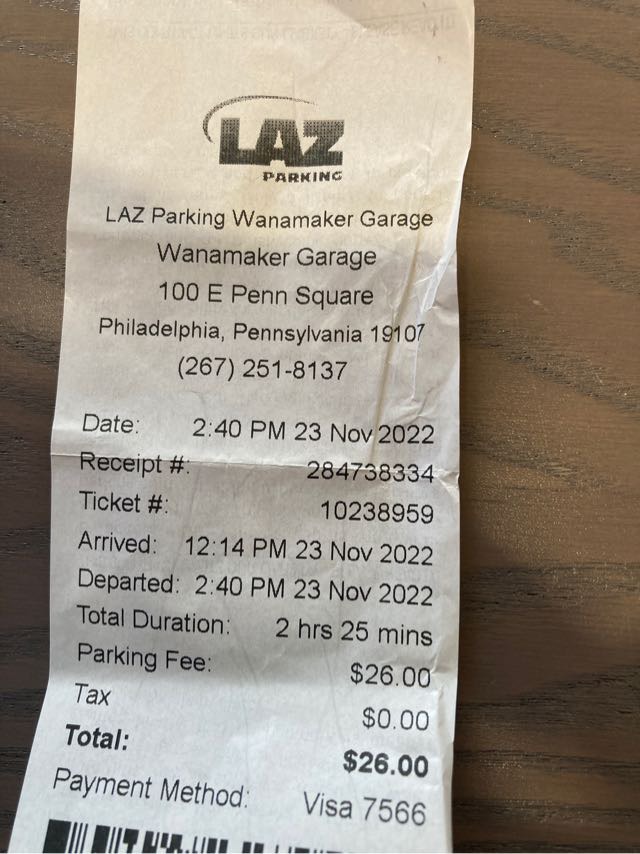 LAZ
PARKING
LAZ Parking Wanamaker Garage
Wanamaker Garage
100 E Penn Square
Philadelphia, Pennsylvania 19107
(267) 251-8137
Date: 2:40 PM 23 Nov 2022
Receipt #: 284738334
Ticket #: 10238959
Arrived: 12:14 PM 23 Nov 2022
Departed: 2:40 PM 23 Nov 2022
Total Duration: 2 hrs 25 mins
Parking Fee: $26.00
Tax $0.00
Total: $26.00
Payment Method: Visa 7566